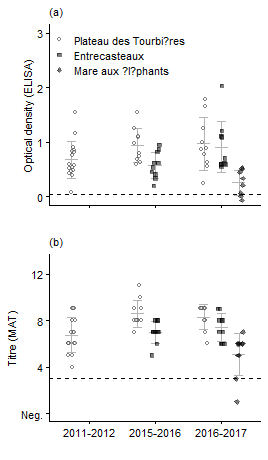 (a)
3
2
1
0
Optical density (ELISA)
Plateau des Tourbi?res
Entrecasteaux
Mare aux ?l?phants
(b)
12
8
4
Neg.
Titre (MAT)
2011-2012 2015-2016 2016-2017